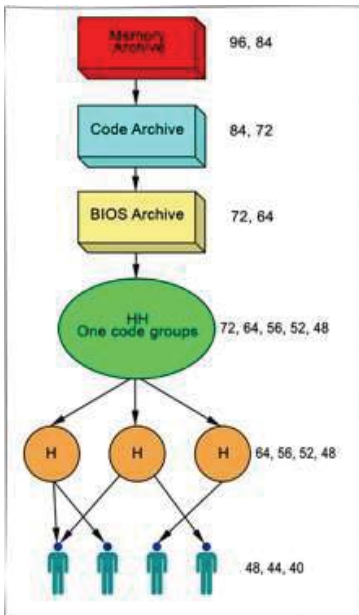 Memory
Archive
96, 84
Code Archive
84, 72
BIOS Archive
72, 64
HH
One code groups
72, 64, 56, 52, 48
H
H
H
64, 56, 52, 48
48, 44, 40